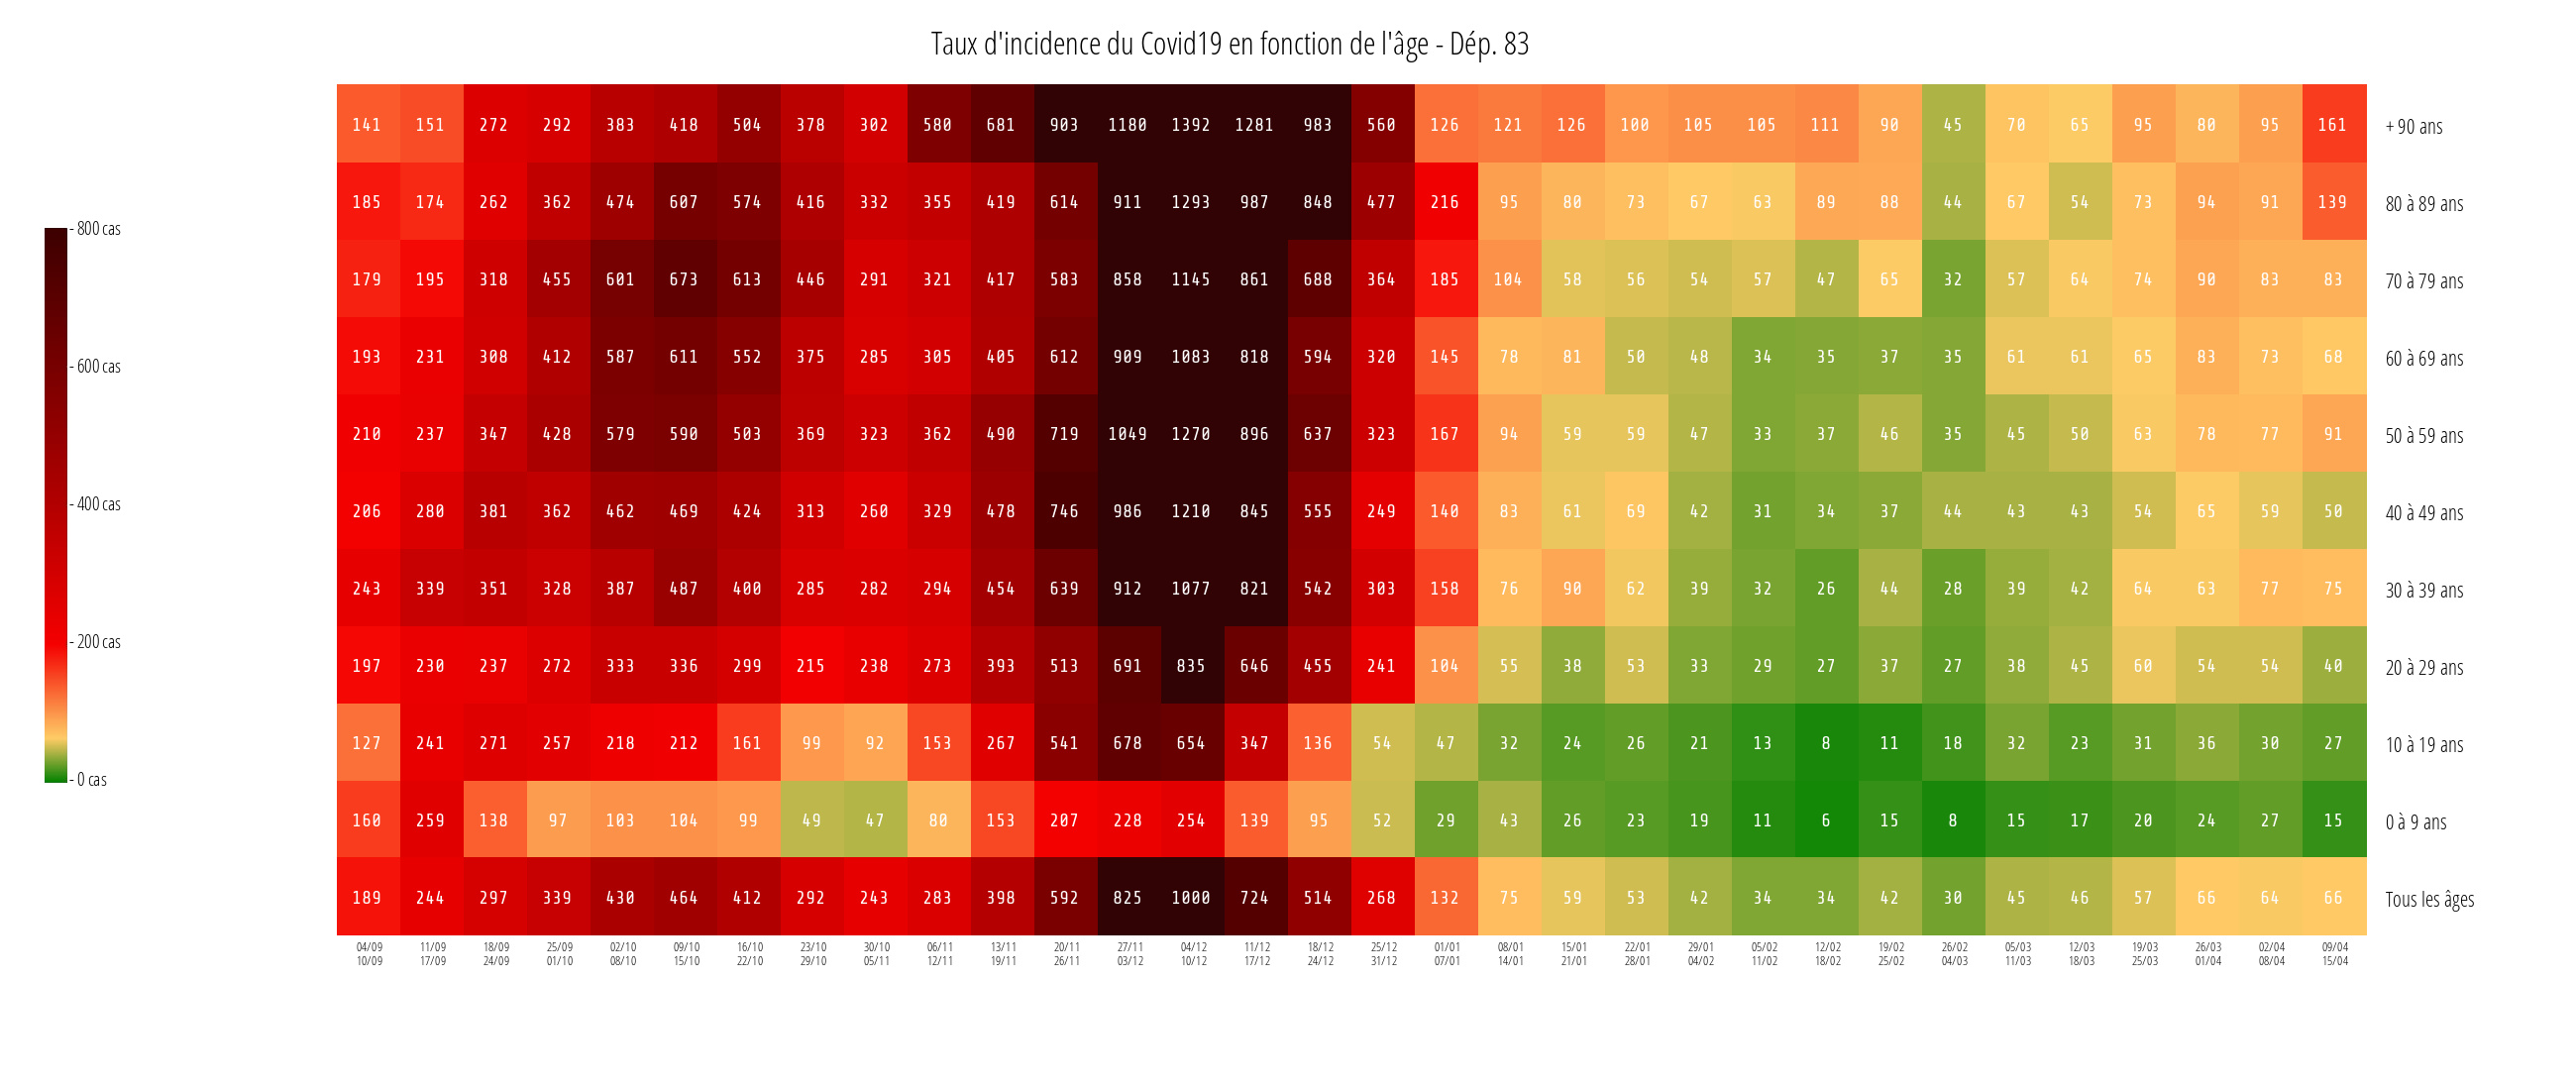 Taux d'incidence du Covid19 en fonction de l'âge - Dép. 83
141 151 272 292 383 418 504 378 302 580 681 903 1180 1392 1281 983 560 126 121 126 100 105 105 111 90 45 70 65 95 80 95 161 + 90 ans
185 174 262 362 474 607 574 416 332 355 419 614 911 1293 987 848 477 216 95 80 73 67 63 89 88 44 67 54 73 94 91 139 80 à 89 ans
- 800 cas
179 195 318 455 601 673 613 446 291 321 417 583 858 1145 861 688 364 185 104 58 56 54 57 47 65 32 57 64 74 90 83 83 70 à 79 ans
193 231 308 412 587 611 552 375 285 305 405 612 909 1083 818 594 320 145 78 81 50 48 34 35 37 35 61 61 65 83 73 68 60 à 69 ans
- 600 cas
210 237 347 428 579 590 503 369 323 362 490 719 1049 1270 896 637 323 167 94 59 59 47 33 37 46 35 45 50 63 78 77 91 50 à 59 ans
- 400 cas
206 280 381 362 462 469 424 313 260 329 478 746 986 1210 845 555 249 140 83 61 69 42 31 34 37 44 43 43 54 65 59 50 40 à 49 ans
243 339 351 328 387 487 400 285 282 294 454 639 912 1077 821 542 303 158 76 90 62 39 32 26 44 28 39 42 64 63 77 75 30 à 39 ans
- 200 cas
197 230 237 272 333 336 299 215 238 273 393 513 691 835 646 455 241 104 55 38 53 33 29 27 37 27 38 45 60 54 54 40 20 à 29 ans
127 241 271 257 218 212 161 99 92 153 267 541 678 654 347 136 54 47 32 24 26 21 13 8 11 18 32 23 31 36 30 27 10 à 19 ans
- 0 cas
160 259 138 97 103 104 99 49 47 80 153 207 228 254 139 95 52 29 43 26 23 19 11 6 15 8 15 17 20 24 27 15 0 à 9 ans
189 244 297 339 430 464 412 292 243 283 398 592 825 1000 724 514 268 132 75 59 53 42 34 34 42 30 45 46 57 66 64 66 Tous les âges
04/09 11/09 18/09 25/09 02/10 09/10 16/10 23/10 30/10 06/11 13/11 20/11 27/11 04/12 11/12 18/12 25/12 01/01 08/01 15/01 22/01 29/01 05/02 12/02 19/02 26/02 05/03 12/03 19/03 26/03 02/04 09/04
10/09 17/09 24/09 01/10 08/10 15/10 22/10 29/10 05/11 12/11 19/11 26/11 03/12 10/12 17/12 24/12 31/12 07/01 14/01 21/01 28/01 04/02 11/02 18/02 25/02 04/03 11/03 18/03 25/03 01/04 08/04 15/04